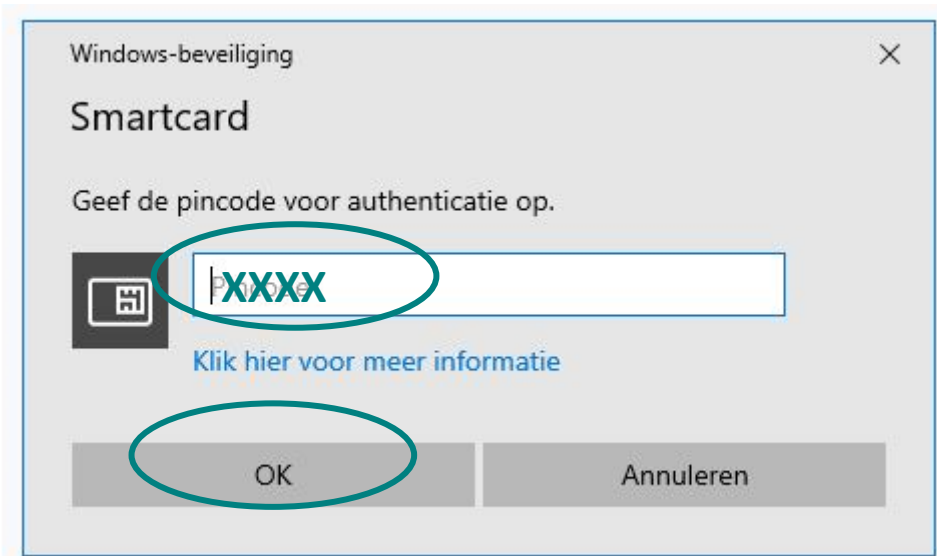 Windows-beveiliging
Smartcard
Geef de pincode voor authenticatie op.
XXXX
Klik hier voor meer informatie
OK
Annuleren